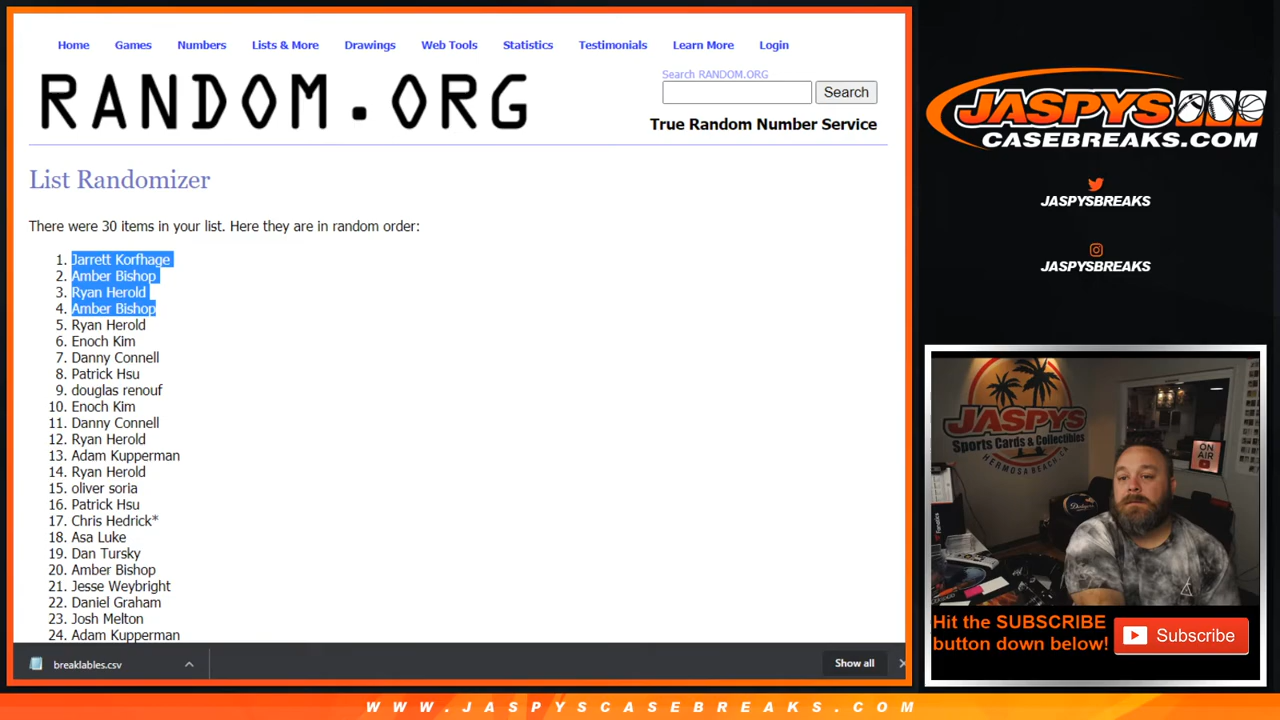 Home Games Numbers Lists & More Drawings Web Tools Statistics Testimonials Learn More Login
RANDOM.ORG
Search RANDOM.ORG
Search
True Random Number Service
List Randomizer
There were 30 items in your list. Here they are in random order:
1. Jarrett Korfhage
2. Amber Bishop
3. Ryan Herold
4. Amber Bishop
5. Ryan Herold
6. Enoch Kim
7. Danny Connell
8. Patrick Hsu
9. douglas renouf
10. Enoch Kim
11. Danny Connell
12. Ryan Herold
13. Adam Kupperman
14. Ryan Herold
15. oliver soria
16. Patrick Hsu
17. Chris Hedrick*
18. Asa Luke
19. Dan Tursky
20. Amber Bishop
21. Jesse Weybright
22. Daniel Graham
23. Josh Melton
24. Adam Kupperman
breaklables.csv
Show all
JASPYS
CASEBREAKS.COM
JASPYSBREAKS
JASPYSBREAKS
JASPYS
Sports Cards & Collectibles
HERMOSA BEACH, CA
ON AIR
Dodgers
Fanatics
Hit the SUBSCRIBE
button down below!
Subscribe
WWW.JASPYSCASEBREAKS.COM